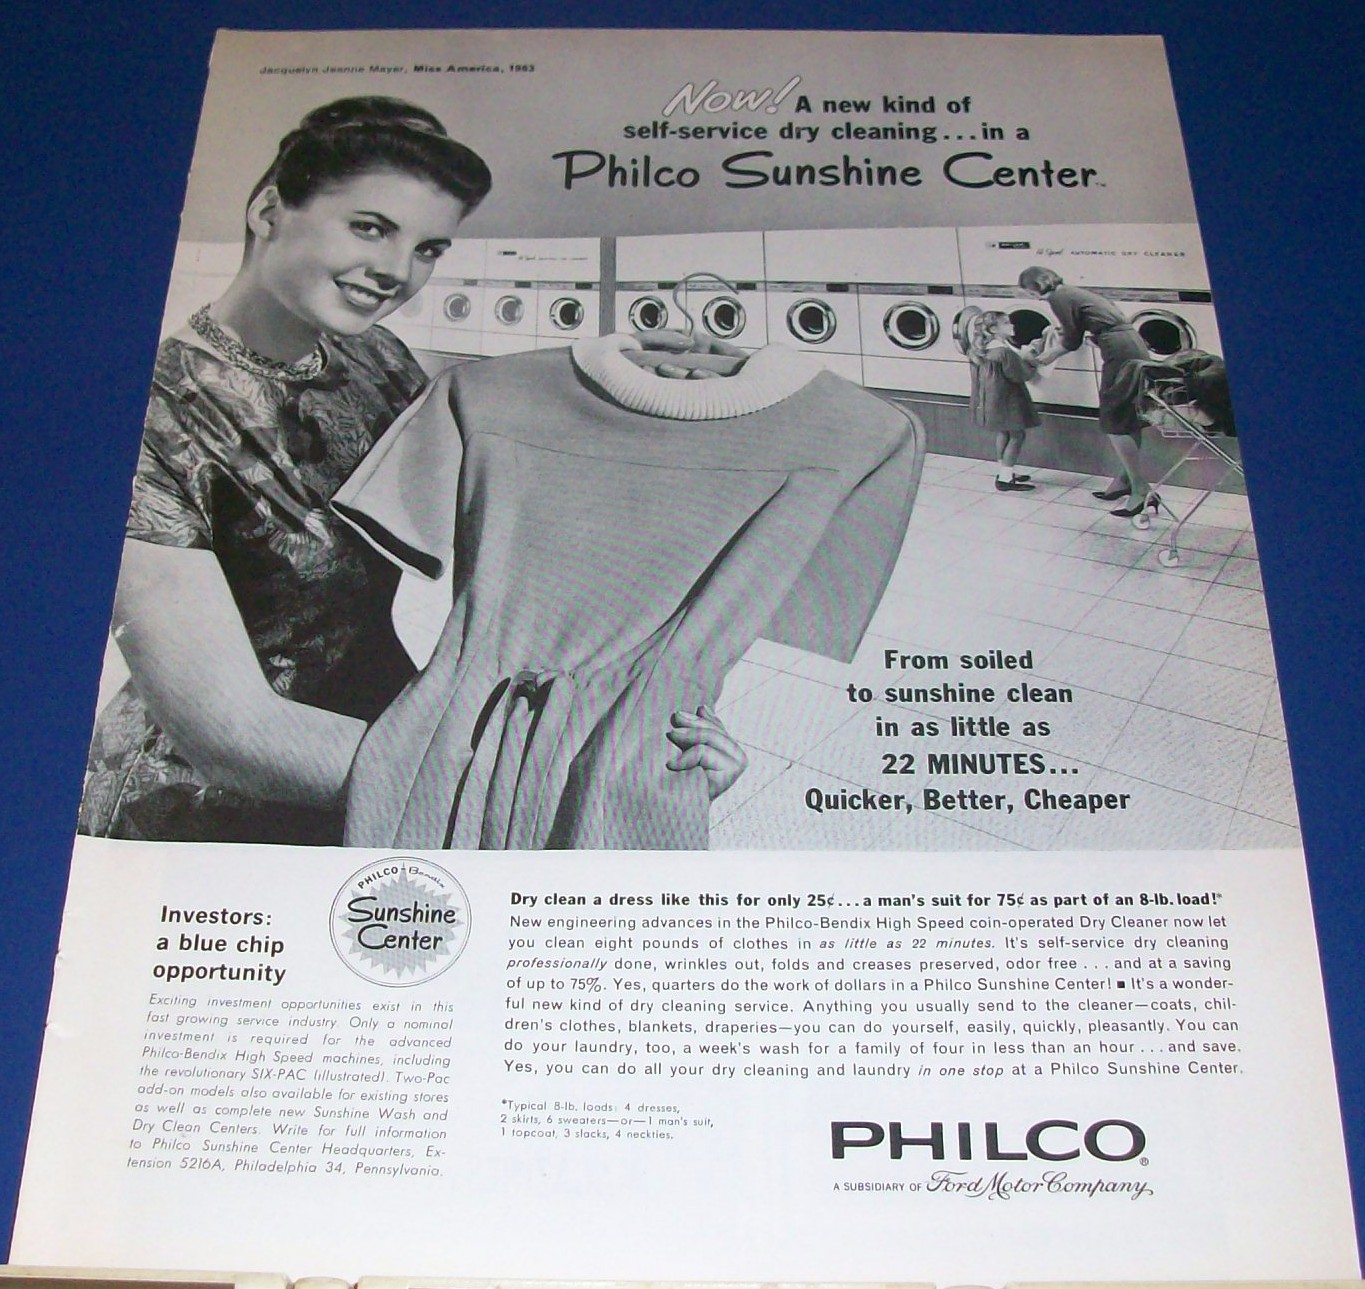 Jacquelyn Jeanne Mayer, Miss America, 1963
Now! A new kind of
self-service dry cleaning...in a
Philco Sunshine Center™
AUTOMATIC DRY CLEANER
From soiled
to sunshine clean
in as little as
22 MINUTES...
Quicker, Better, Cheaper
Investors:
a blue chip
opportunity
Exciting investment opportunities exist in this
fast growing service industry. Only a nominal
investment is required for the advanced
Philco-Bendix High Speed machines, including
the revolutionary SIX-PAC (illustrated). Two-Pac
add-on models also available for existing stores
as well as complete new Sunshine Wash and
Dry Clean Centers. Write for full information
to Philco Sunshine Center Headquarters, Ex-
tension 5216A, Philadelphia 34, Pennsylvania.
PHILCO-Bendix
Sunshine
Center
Dry clean a dress like this for only 25¢...a man's suit for 75¢ as part of an 8-lb. load!*
New engineering advances in the Philco-Bendix High Speed coin-operated Dry Cleaner now let
you clean eight pounds of clothes in as little as 22 minutes. It's self-service dry cleaning
professionally done, wrinkles out, folds and creases preserved, odor free . . . and at a saving
of up to 75%. Yes, quarters do the work of dollars in a Philco Sunshine Center! ■ It's a wonder-
ful new kind of dry cleaning service. Anything you usually send to the cleaner—coats, chil-
dren's clothes, blankets, draperies—you can do yourself, easily, quickly, pleasantly. You can
do your laundry, too, a week's wash for a family of four in less than an hour . . . and save.
Yes, you can do all your dry cleaning and laundry in one stop at a Philco Sunshine Center.
*Typical 8-lb. loads: 4 dresses,
2 skirts, 6 sweaters—or—1 man's suit,
1 topcoat, 3 slacks, 4 neckties.
PHILCO®
A SUBSIDIARY OF Ford Motor Company,